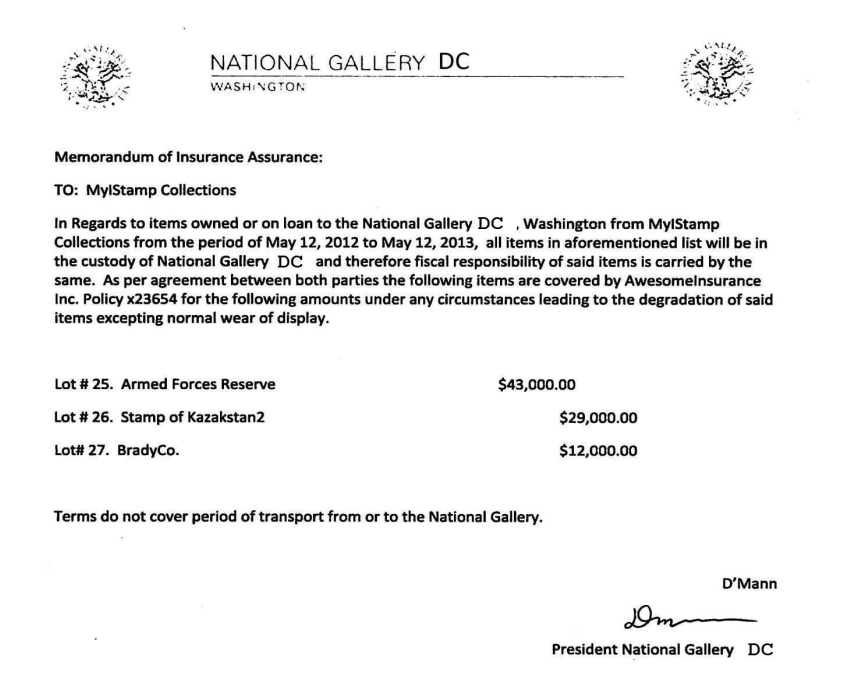 NATIONAL GALLERY DC
WASHINGTON
Memorandum of Insurance Assurance:
TO: MyIStamp Collections
In Regards to items owned or on loan to the National Gallery DC , Washington from MyIStamp
Collections from the period of May 12, 2012 to May 12, 2013, all items in aforementioned list will be in
the custody of National Gallery DC and therefore fiscal responsibility of said items is carried by the
same. As per agreement between both parties the following items are covered by AwesomeInsurance
Inc. Policy x23654 for the following amounts under any circumstances leading to the degradation of said
items excepting normal wear of display.
Lot # 25. Armed Forces Reserve $43,000.00
Lot # 26. Stamp of Kazakstan2 $29,000.00
Lot# 27. BradyCo. $12,000.00
Terms do not cover period of transport from or to the National Gallery.
D'Mann
President National Gallery DC